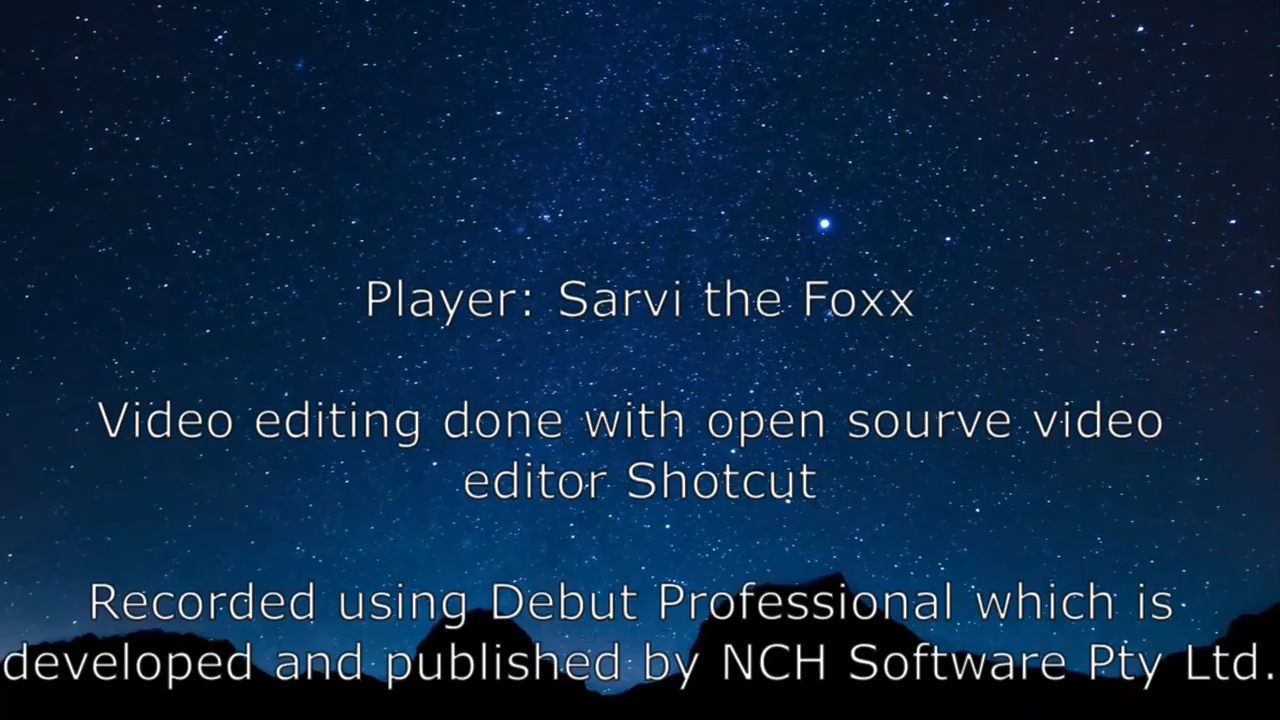 Player: Sarvi the Foxx
Video editing done with open sourve video
editor Shotcut
Recorded using Debut Professional which is
developed and published by NCH Software Pty Ltd.